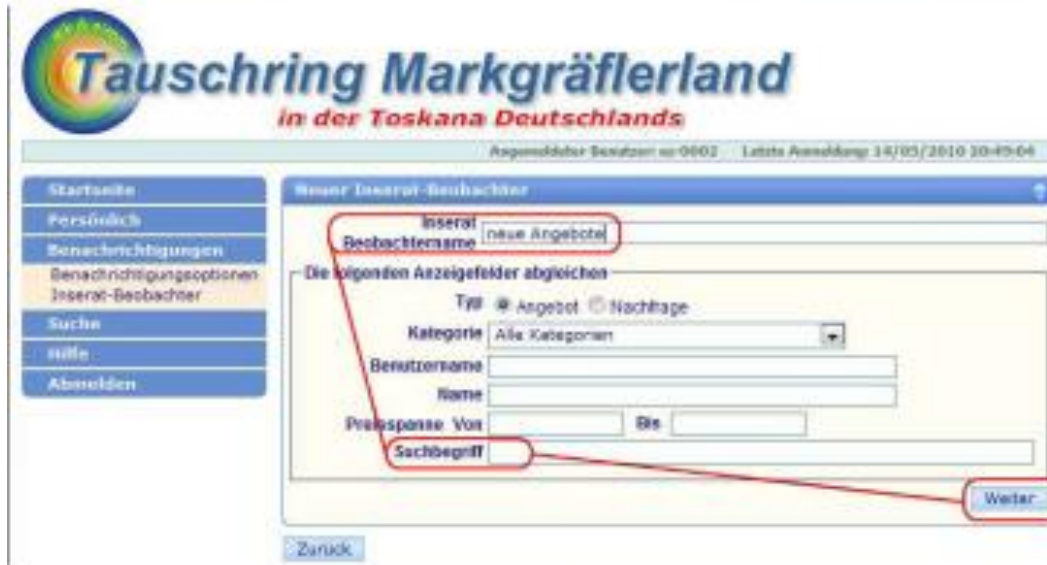 Tauschring Markgräflerland
in der Toskana Deutschlands
Angemeldeter Benutzer: Letzte Anmeldung: 14/05/2010
Startseite
Persönlich
Benachrichtigungen
Benachrichtigungsoptionen
Inserat-Beobachter
Suche
Hilfe
Abmelden
Neuer Inserat-Beobachter
Inserat Beobachtername neue Angebote
Die folgenden Anzeigefelder abgleichen
Typ Angebot Nachfrage
Kategorie Alle Kategorien
Benutzername
Name
Preisspanne Von Bis
Suchbegriff
Weiter
Zurück